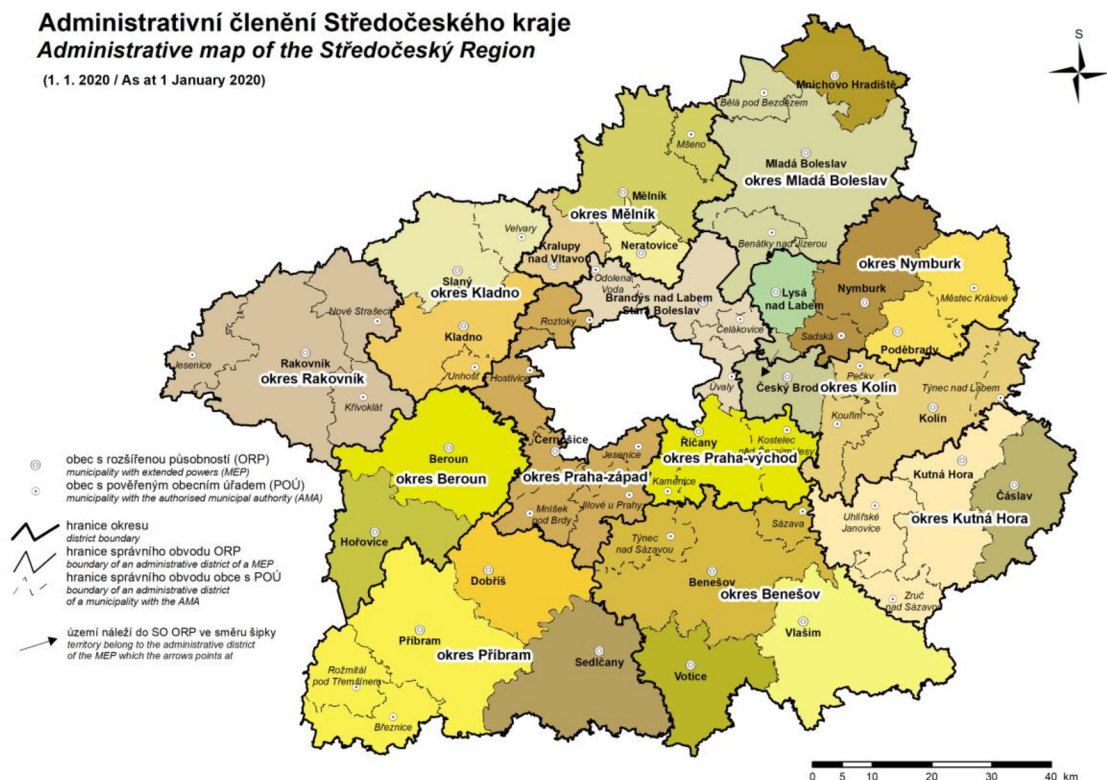 Administrativní členění Středočeského kraje
Administrative map of the Středočeský Region
(1. 1. 2020 / As at 1 January 2020)
S
Mnichovo Hradiště
Bělá pod Bezdězem
Mšeno
Mladá Boleslav
okres Mladá Boleslav
Mělník
okres Mělník
Velvary
Kralupy
nad Vltavou
Neratovice
Benátky nad Jizerou
okres Nymburk
Slaný
okres Kladno
Odolena
Voda
Brandýs nad Labem
Stará Boleslav
Lysá
nad Labem
Nymburk
Městec Králové
Nové Strašecí
Roztoky
Čelákovice
Sadská
Poděbrady
Kladno
Jesenice
Rakovník
okres Rakovník
Unhošť
Hostivice
Úvaly
Český Brod
Pečky
okres Kolín
Týnec nad Labem
Kolín
Křivoklát
Kouřim
Beroun
okres Beroun
Černošice
Jesenice
okres Praha-západ
Říčany
Kostelec
okres Praha-východ
Kamenice
Kutná Hora
Čáslav
okres Kutná Hora
Mníšek
pod Brdy
Jílové u Prahy
Sázava
Uhlířské
Janovice
Hořovice
Týnec
nad Sázavou
Dobříš
Benešov
okres Benešov
Zruč
nad Sázavou
Vlašim
Příbram
okres Příbram
Sedlčany
Votice
Rožmitál
pod Třemšínem
Březnice
obec s rozšířenou působností (ORP)
municipality with extended powers (MEP)
obec s pověřeným obecním úřadem (POÚ)
municipality with the authorised municipal authority (AMA)
hranice okresu
district boundary
hranice správního obvodu ORP
boundary of an administrative district of a MEP
hranice správního obvodu obce s POÚ
boundary of an administrative district
of a municipality with the AMA
území náleží do SO ORP ve směru šipky
territory belong to the administrative district
of the MEP which the arrows points at
0 5 10 20 30 40 km